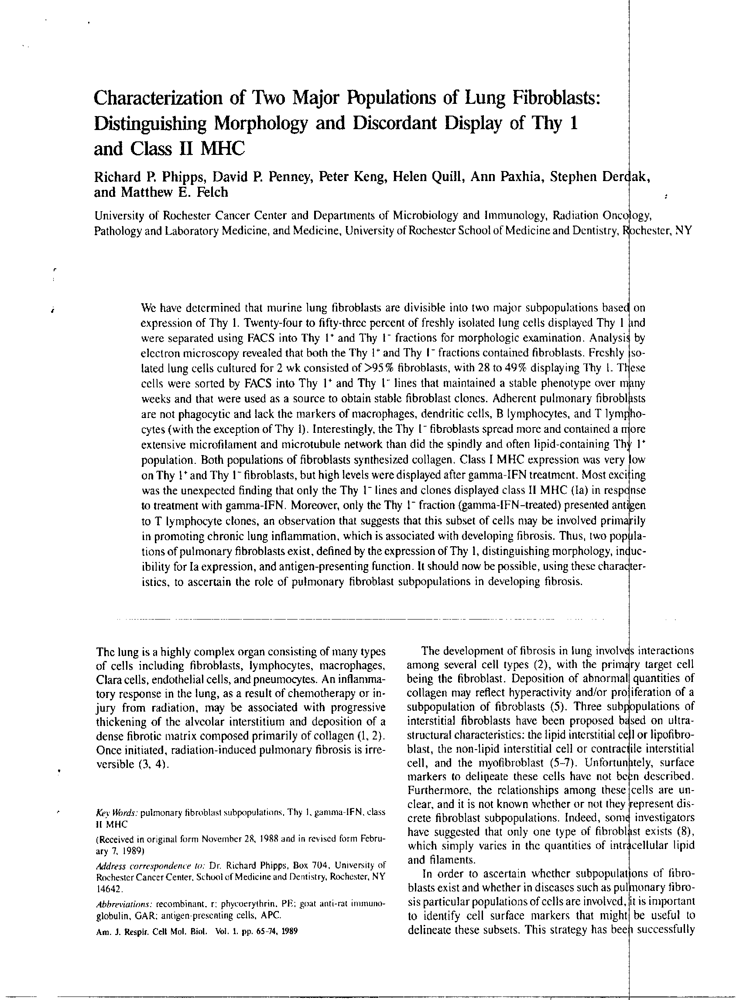 Characterization of Two Major Populations of Lung Fibroblasts:
Distinguishing Morphology and Discordant Display of Thy 1
and Class II MHC
Richard P. Phipps, David P. Penney, Peter Keng, Helen Quill, Ann Paxhia, Stephen Derdak,
and Matthew E. Felch
University of Rochester Cancer Center and Departments of Microbiology and Immunology, Radiation Oncology,
Pathology and Laboratory Medicine, and Medicine, University of Rochester School of Medicine and Dentistry, Rochester, NY
We have determined that murine lung fibroblasts are divisible into two major subpopulations based on
expression of Thy 1. Twenty-four to fifty-three percent of freshly isolated lung cells displayed Thy 1 and
were separated using FACS into Thy 1⁺ and Thy 1⁻ fractions for morphologic examination. Analysis by
electron microscopy revealed that both the Thy 1⁺ and Thy 1⁻ fractions contained fibroblasts. Freshly iso-
lated lung cells cultured for 2 wk consisted of >95% fibroblasts, with 28 to 49% displaying Thy 1. These
cells were sorted by FACS into Thy 1⁺ and Thy 1⁻ lines that maintained a stable phenotype over many
weeks and that were used as a source to obtain stable fibroblast clones. Adherent pulmonary fibroblasts
are not phagocytic and lack the markers of macrophages, dendritic cells, B lymphocytes, and T lympho-
cytes (with the exception of Thy 1). Interestingly, the Thy 1⁻ fibroblasts spread more and contained a more
extensive microfilament and microtubule network than did the spindly and often lipid-containing Thy 1⁺
population. Both populations of fibroblasts synthesized collagen. Class I MHC expression was very low
on Thy 1⁺ and Thy 1⁻ fibroblasts, but high levels were displayed after gamma-IFN treatment. Most exciting
was the unexpected finding that only the Thy 1⁻ lines and clones displayed class II MHC (Ia) in response
to treatment with gamma-IFN. Moreover, only the Thy 1⁻ fraction (gamma-IFN–treated) presented antigen
to T lymphocyte clones, an observation that suggests that this subset of cells may be involved primarily
in promoting chronic lung inflammation, which is associated with developing fibrosis. Thus, two popula-
tions of pulmonary fibroblasts exist, defined by the expression of Thy 1, distinguishing morphology, induc-
ibility for Ia expression, and antigen-presenting function. It should now be possible, using these character-
istics, to ascertain the role of pulmonary fibroblast subpopulations in developing fibrosis.
The lung is a highly complex organ consisting of many types
of cells including fibroblasts, lymphocytes, macrophages,
Clara cells, endothelial cells, and pneumocytes. An inflamma-
tory response in the lung, as a result of chemotherapy or in-
jury from radiation, may be associated with progressive
thickening of the alveolar interstitium and deposition of a
dense fibrotic matrix composed primarily of collagen (1, 2).
Once initiated, radiation-induced pulmonary fibrosis is irre-
versible (3, 4).
Key Words: pulmonary fibroblast subpopulations, Thy 1, gamma-IFN, class
II MHC
(Received in original form November 28, 1988 and in revised form Febru-
ary 7, 1989)
Address correspondence to: Dr. Richard Phipps, Box 704, University of
Rochester Cancer Center, School of Medicine and Dentistry, Rochester, NY
14642.
Abbreviations: recombinant, r; phycoerythrin, PE; goat anti-rat immuno-
globulin, GAR; antigen-presenting cells, APC.
Am. J. Respir. Cell Mol. Biol. Vol. 1. pp. 65-74, 1989
The development of fibrosis in lung involves interactions
among several cell types (2), with the primary target cell
being the fibroblast. Deposition of abnormal quantities of
collagen may reflect hyperactivity and/or proliferation of a
subpopulation of fibroblasts (5). Three subpopulations of
interstitial fibroblasts have been proposed based on ultra-
structural characteristics: the lipid interstitial cell or lipofibro-
blast, the non-lipid interstitial cell or contractile interstitial
cell, and the myofibroblast (5-7). Unfortunately, surface
markers to delineate these cells have not been described.
Furthermore, the relationships among these cells are un-
clear, and it is not known whether or not they represent dis-
crete fibroblast subpopulations. Indeed, some investigators
have suggested that only one type of fibroblast exists (8),
which simply varies in the quantities of intracellular lipid
and filaments.
In order to ascertain whether subpopulations of fibro-
blasts exist and whether in diseases such as pulmonary fibro-
sis particular populations of cells are involved, it is important
to identify cell surface markers that might be useful to
delineate these subsets. This strategy has been successfully